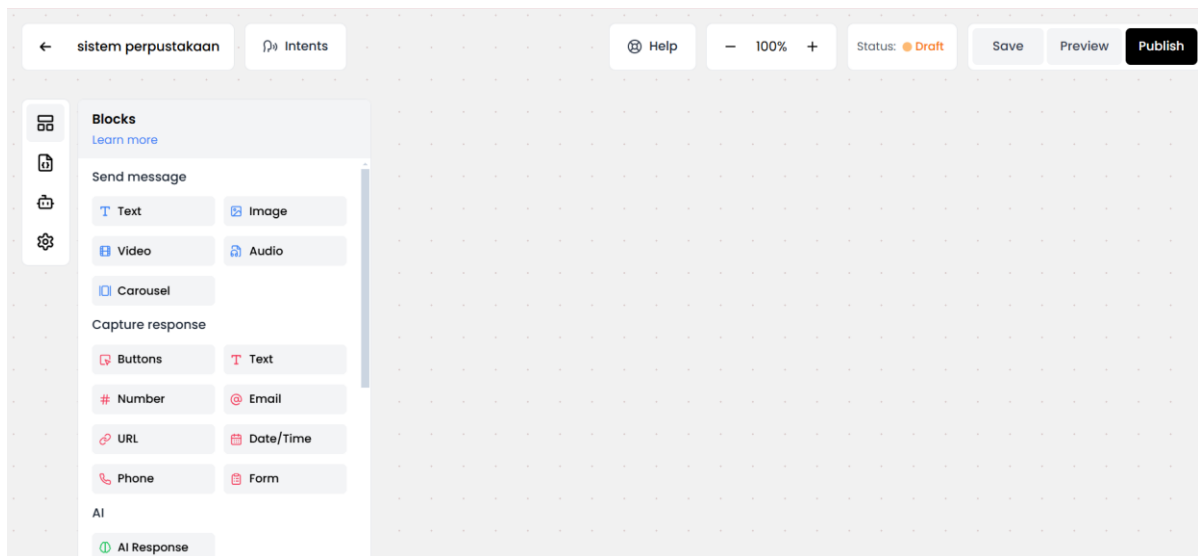 sistem perpustakaan
Intents
Help
— 100% +
Status: Draft
Save
Preview
Publish
Blocks
Learn more
Send message
Text
Image
Video
Audio
Carousel
Capture response
Buttons
Text
Number
Email
URL
Date/Time
Phone
Form
AI
AI Response